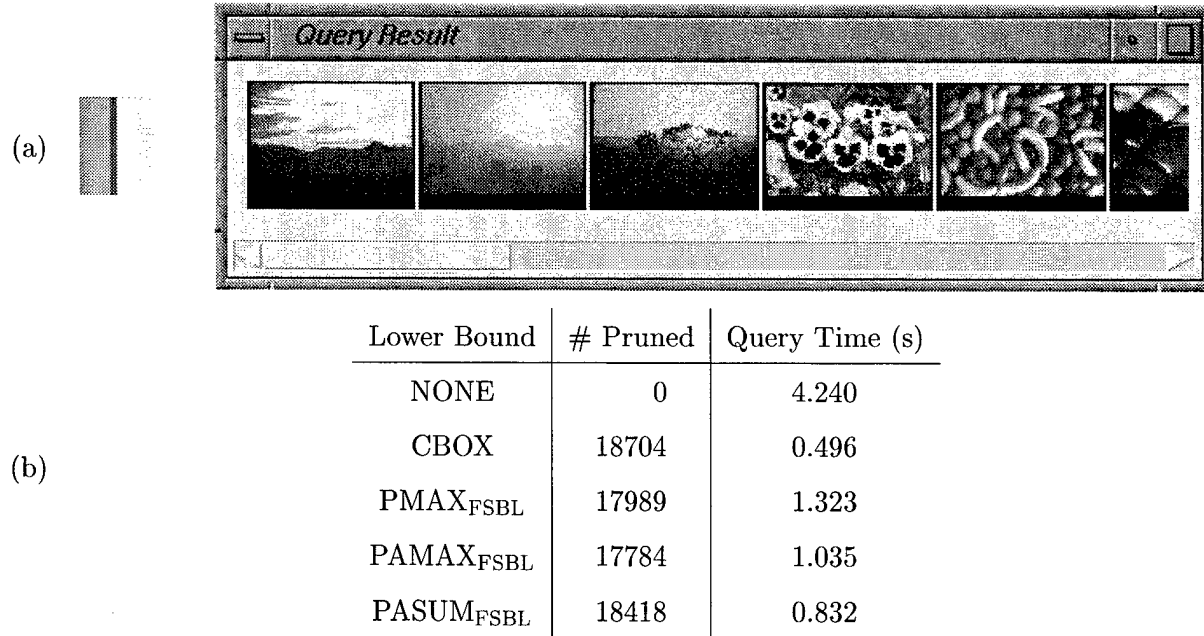 Query Result
(a)
Lower Bound # Pruned Query Time (s)
NONE 0 4.240
CBOX 18704 0.496
(b)
PMAX_FSBL 17989 1.323
PAMAX_FSBL 17784 1.035
PASUM_FSBL 18418 0.832